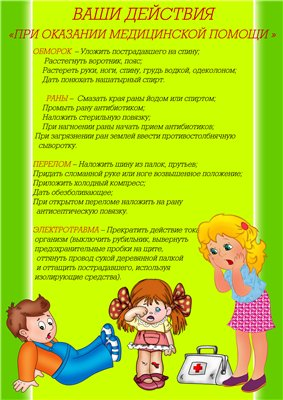 ВАШИ ДЕЙСТВИЯ
«ПРИ ОКАЗАНИИ МЕДИЦИНСКОЙ ПОМОЩИ »
ОБМОРОК – Уложить пострадавшего на спину;
Расстегнуть воротник, пояс;
Растереть руки, ноги, спину, грудь водкой, одеколоном;
Дать понюхать нашатырный спирт.
РАНЫ – Смазать края раны йодом или спиртом;
Промыть рану антибиотиком;
Наложить стерильную повязку;
При нагноении раны начать прием антибиотиков;
При загрязнении ран землей ввести противостолбнячную
сыворотку.
ПЕРЕЛОМ – Наложить шину из палок, прутьев;
Придать сломанной руке или ноге возвышенное положение;
Приложить холодный компресс;
Дать обезболивающее;
При открытом переломе наложить на рану
антисептическую повязку.
ЭЛЕКТРОТРАВМА – Прекратить действие тока на
организм (выключить рубильник, вывернуть
предохранительные пробки на щите,
оттянуть провод сухой деревянной палкой
и оттащить пострадавшего, используя
изолирующие средства).